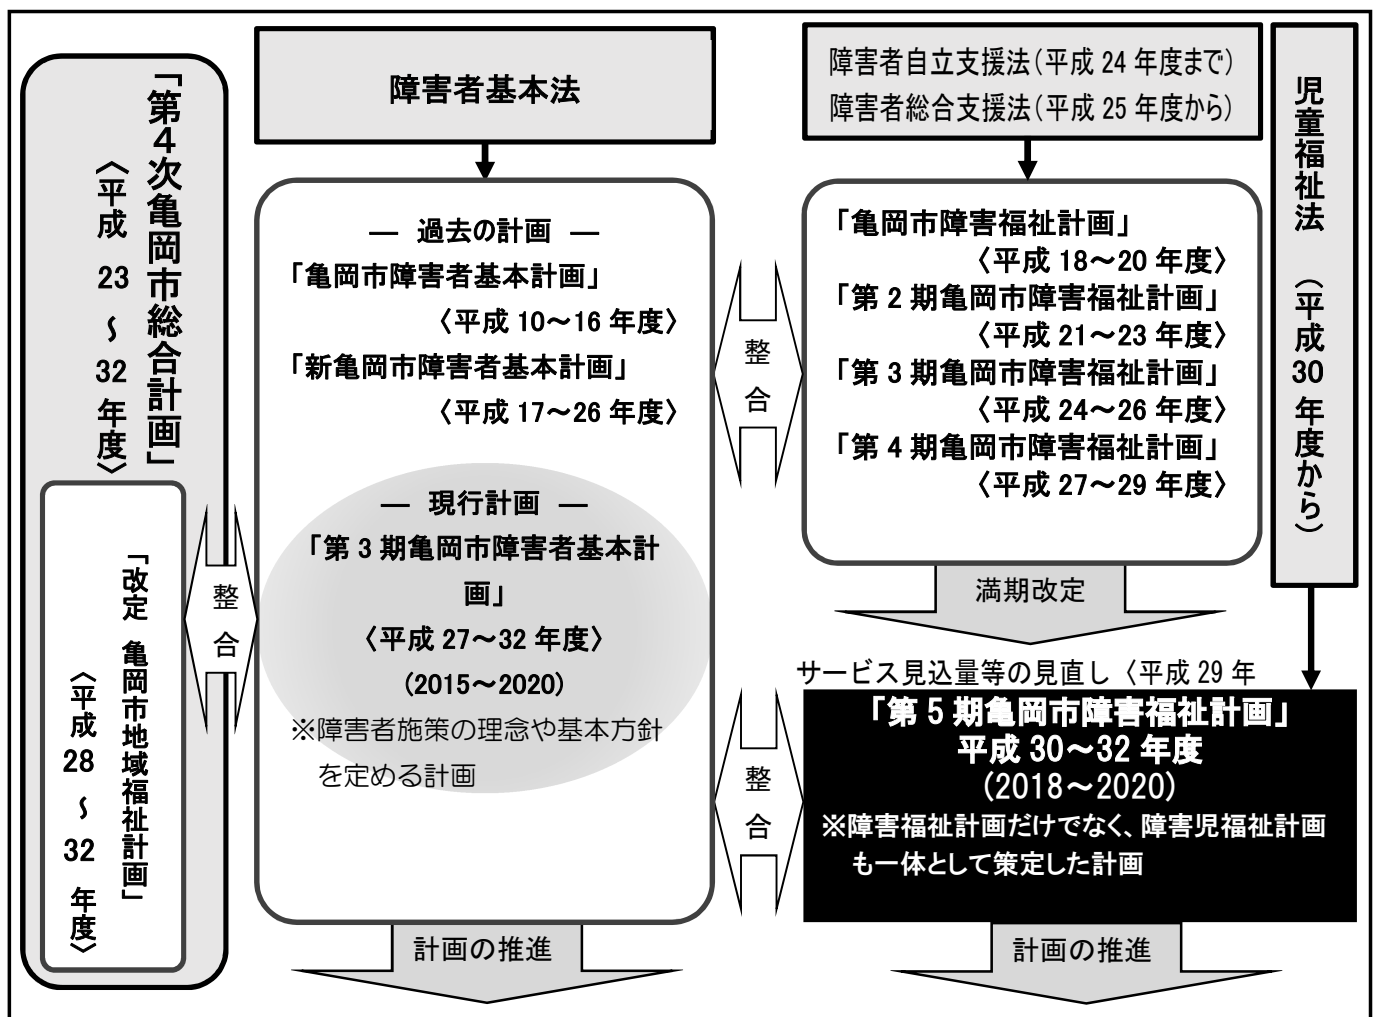 「第４次亀岡市総合計画」
〈平成 23 ～ 32 年度〉
「改定 亀岡市地域福祉計画」
〈平成 28 ～ 32 年度〉
整
合
障害者基本法
― 過去の計画 ―
「亀岡市障害者基本計画」
〈平成 10～16 年度〉
「新亀岡市障害者基本計画」
〈平成 17～26 年度〉
― 現行計画 ―
「第 3 期亀岡市障害者基本計
画」
〈平成 27～32 年度〉
(2015～2020)
※障害者施策の理念や基本方針
を定める計画
計画の推進
整
合
整
合
障害者自立支援法(平成 24 年度まで)
障害者総合支援法(平成 25 年度から)
「亀岡市障害福祉計画」
〈平成 18～20 年度〉
「第 2 期亀岡市障害福祉計画」
〈平成 21～23 年度〉
「第 3 期亀岡市障害福祉計画」
〈平成 24～26 年度〉
「第 4 期亀岡市障害福祉計画」
〈平成 27～29 年度〉
満期改定
サービス見込量等の見直し〈平成 29 年
児童福祉法 (平成 30 年度から)
「第 5 期亀岡市障害福祉計画」
平成 30～32 年度
(2018～2020)
※障害福祉計画だけでなく、障害児福祉計画
も一体として策定した計画
計画の推進